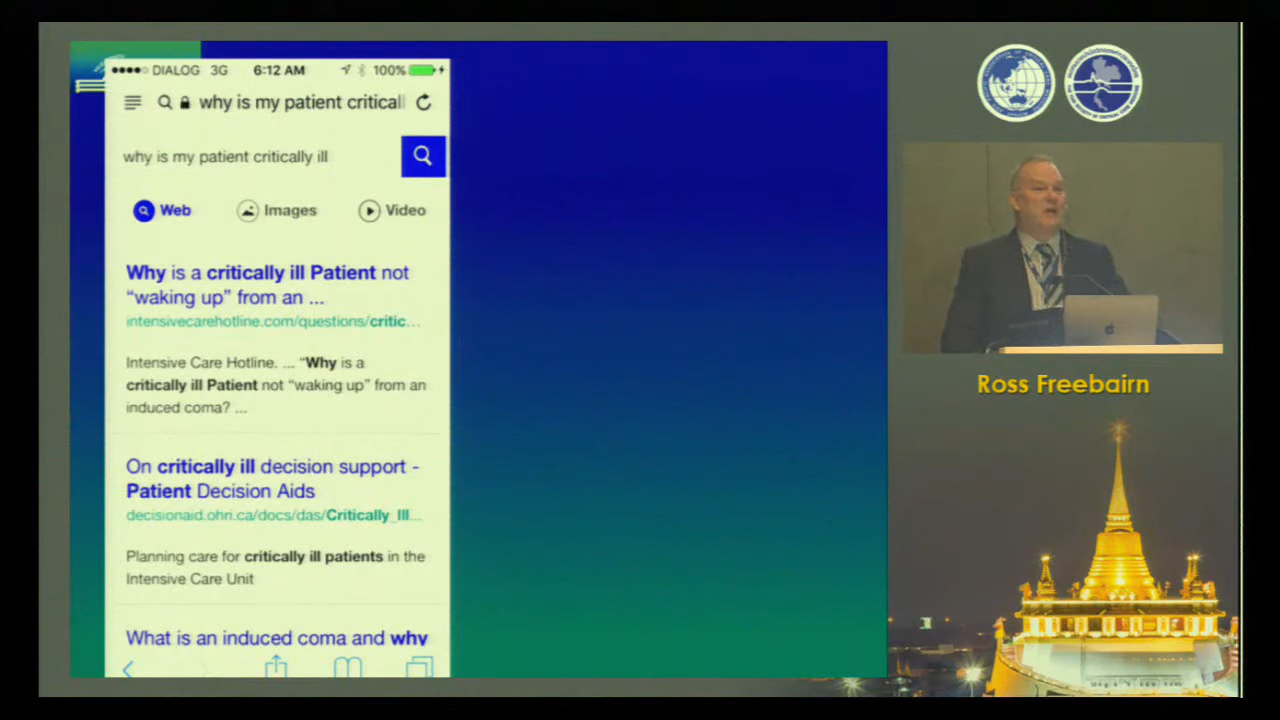 DIALOG 3G 6:12 AM 100%
why is my patient critical
why is my patient critically ill
Web Images Video
Why is a critically ill Patient not
“waking up” from an ...
intensivecarehotline.com/questions/critic...
Intensive Care Hotline. ... “Why is a
critically ill Patient not “waking up” from an
induced coma? ...
On critically ill decision support -
Patient Decision Aids
decisionaid.ohri.ca/docs/das/Critically_Ill...
Planning care for critically ill patients in the
Intensive Care Unit
What is an induced coma and why
Ross Freebairn